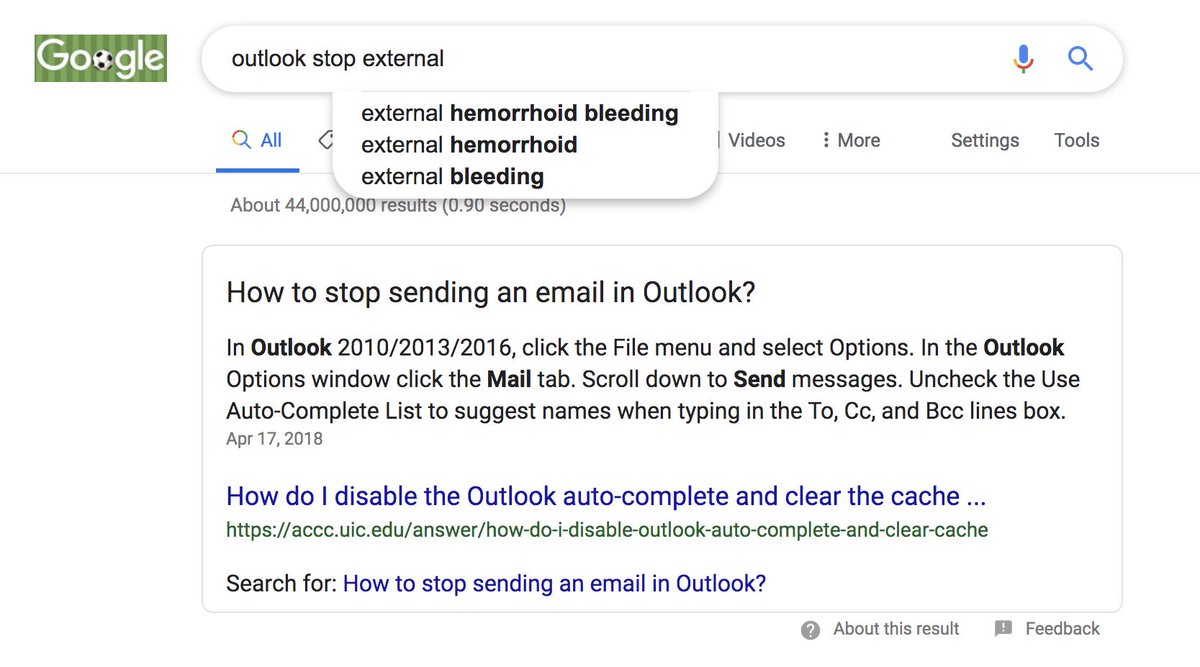 Google
outlook stop external
external hemorrhoid bleeding
external hemorrhoid
external bleeding
All
Videos
More
Settings
Tools
About 44,000,000 results (0.90 seconds)
How to stop sending an email in Outlook?
In Outlook 2010/2013/2016, click the File menu and select Options. In the Outlook
Options window click the Mail tab. Scroll down to Send messages. Uncheck the Use
Auto-Complete List to suggest names when typing in the To, Cc, and Bcc lines box.
Apr 17, 2018
How do I disable the Outlook auto-complete and clear the cache ...
https://accc.uic.edu/answer/how-do-i-disable-outlook-auto-complete-and-clear-cache
Search for: How to stop sending an email in Outlook?
About this result
Feedback